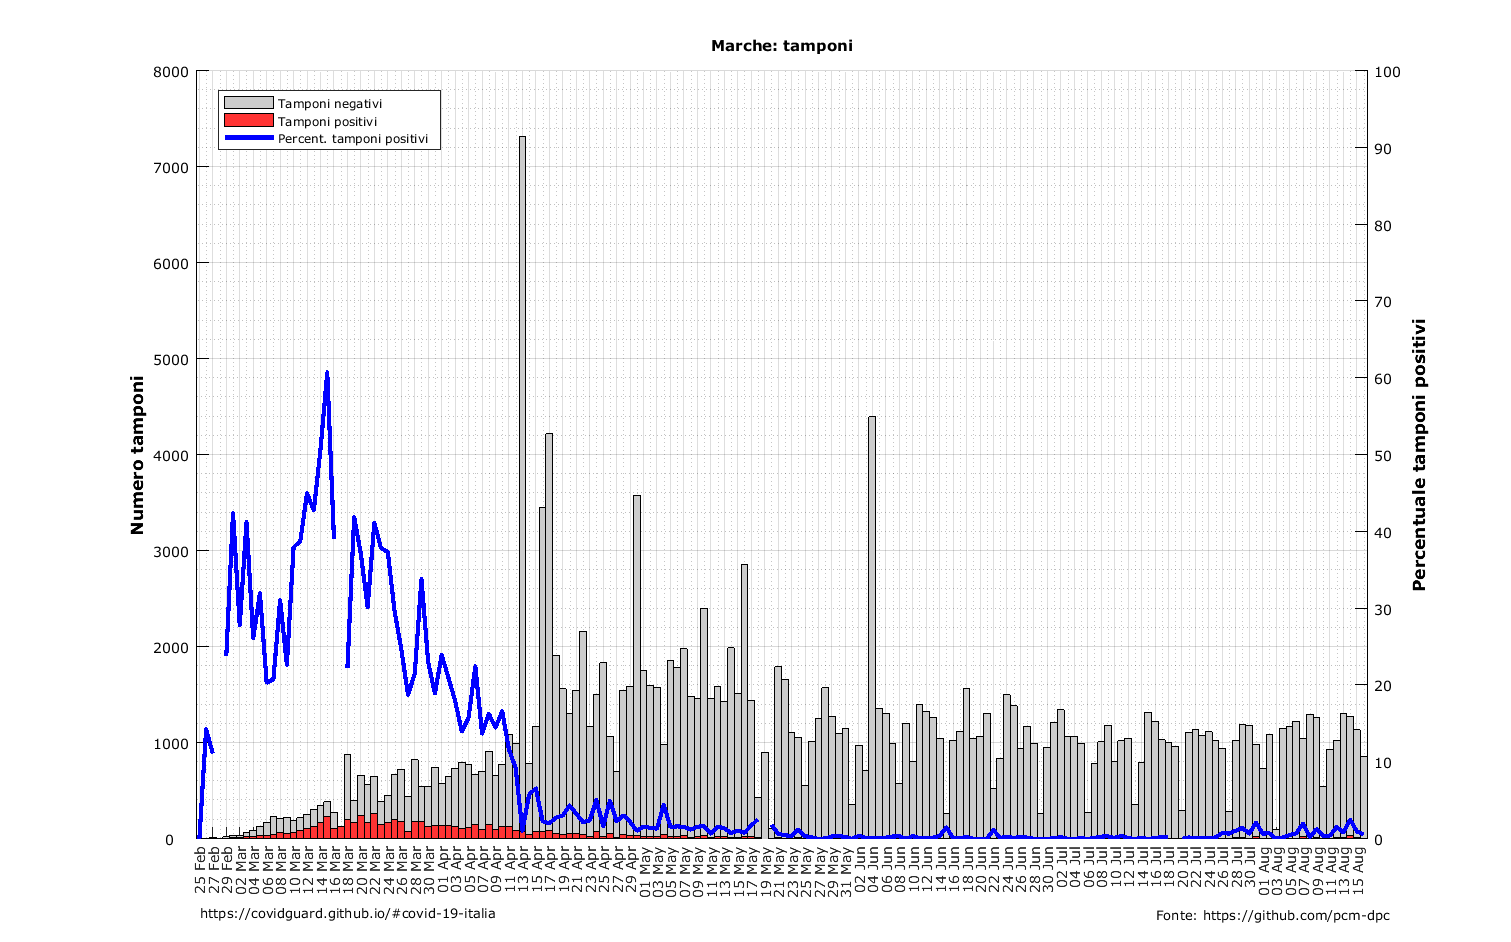 Marche: tamponi
Tamponi negativi
Tamponi positivi
Percent. tamponi positivi
Numero tamponi
8000
7000
6000
5000
4000
3000
2000
1000
0
Percentuale tamponi positivi
100
90
80
70
60
50
40
30
20
10
0
25 Feb
27 Feb
29 Feb
02 Mar
04 Mar
06 Mar
08 Mar
10 Mar
12 Mar
14 Mar
16 Mar
18 Mar
20 Mar
22 Mar
24 Mar
26 Mar
28 Mar
30 Mar
01 Apr
03 Apr
05 Apr
07 Apr
09 Apr
11 Apr
13 Apr
15 Apr
17 Apr
19 Apr
21 Apr
23 Apr
25 Apr
27 Apr
29 Apr
01 May
03 May
05 May
07 May
09 May
11 May
13 May
15 May
17 May
19 May
21 May
23 May
25 May
27 May
29 May
31 May
02 Jun
04 Jun
06 Jun
08 Jun
10 Jun
12 Jun
14 Jun
16 Jun
18 Jun
20 Jun
22 Jun
24 Jun
26 Jun
28 Jun
30 Jun
02 Jul
04 Jul
06 Jul
08 Jul
10 Jul
12 Jul
14 Jul
16 Jul
18 Jul
20 Jul
22 Jul
24 Jul
26 Jul
28 Jul
30 Jul
01 Aug
03 Aug
05 Aug
07 Aug
09 Aug
11 Aug
13 Aug
15 Aug
https://covidguard.github.io/#covid-19-italia
Fonte: https://github.com/pcm-dpc